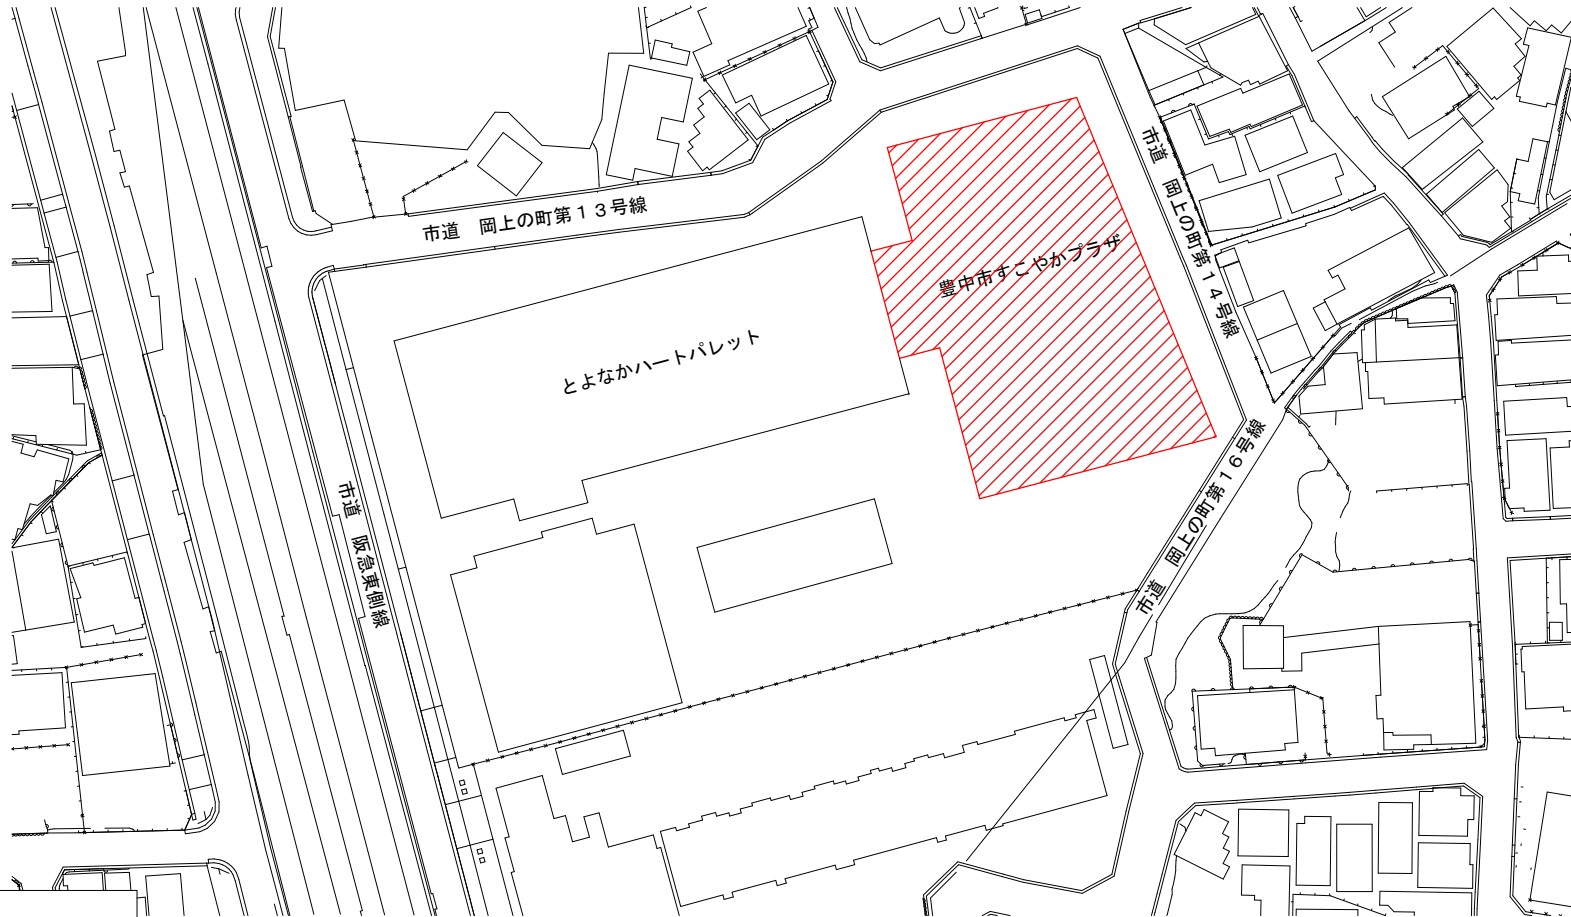 市道　岡上の町第１３号線
市道　岡上の町第１４号線
豊中市すこやかプラザ
とよなかハートパレット
市道　岡上の町第１６号線
市道　阪急東側線